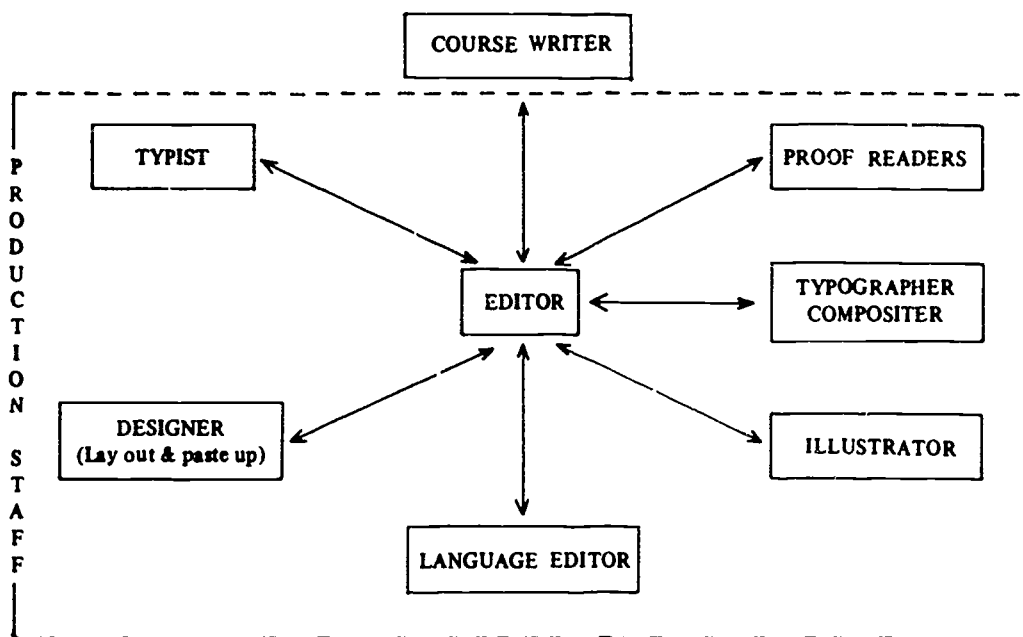 COURSE WRITER
PRODUCTION STAFF
TYPIST
PROOF READERS
EDITOR
TYPOGRAPHER
COMPOSITER
DESIGNER
(Lay out & paste up)
ILLUSTRATOR
LANGUAGE EDITOR